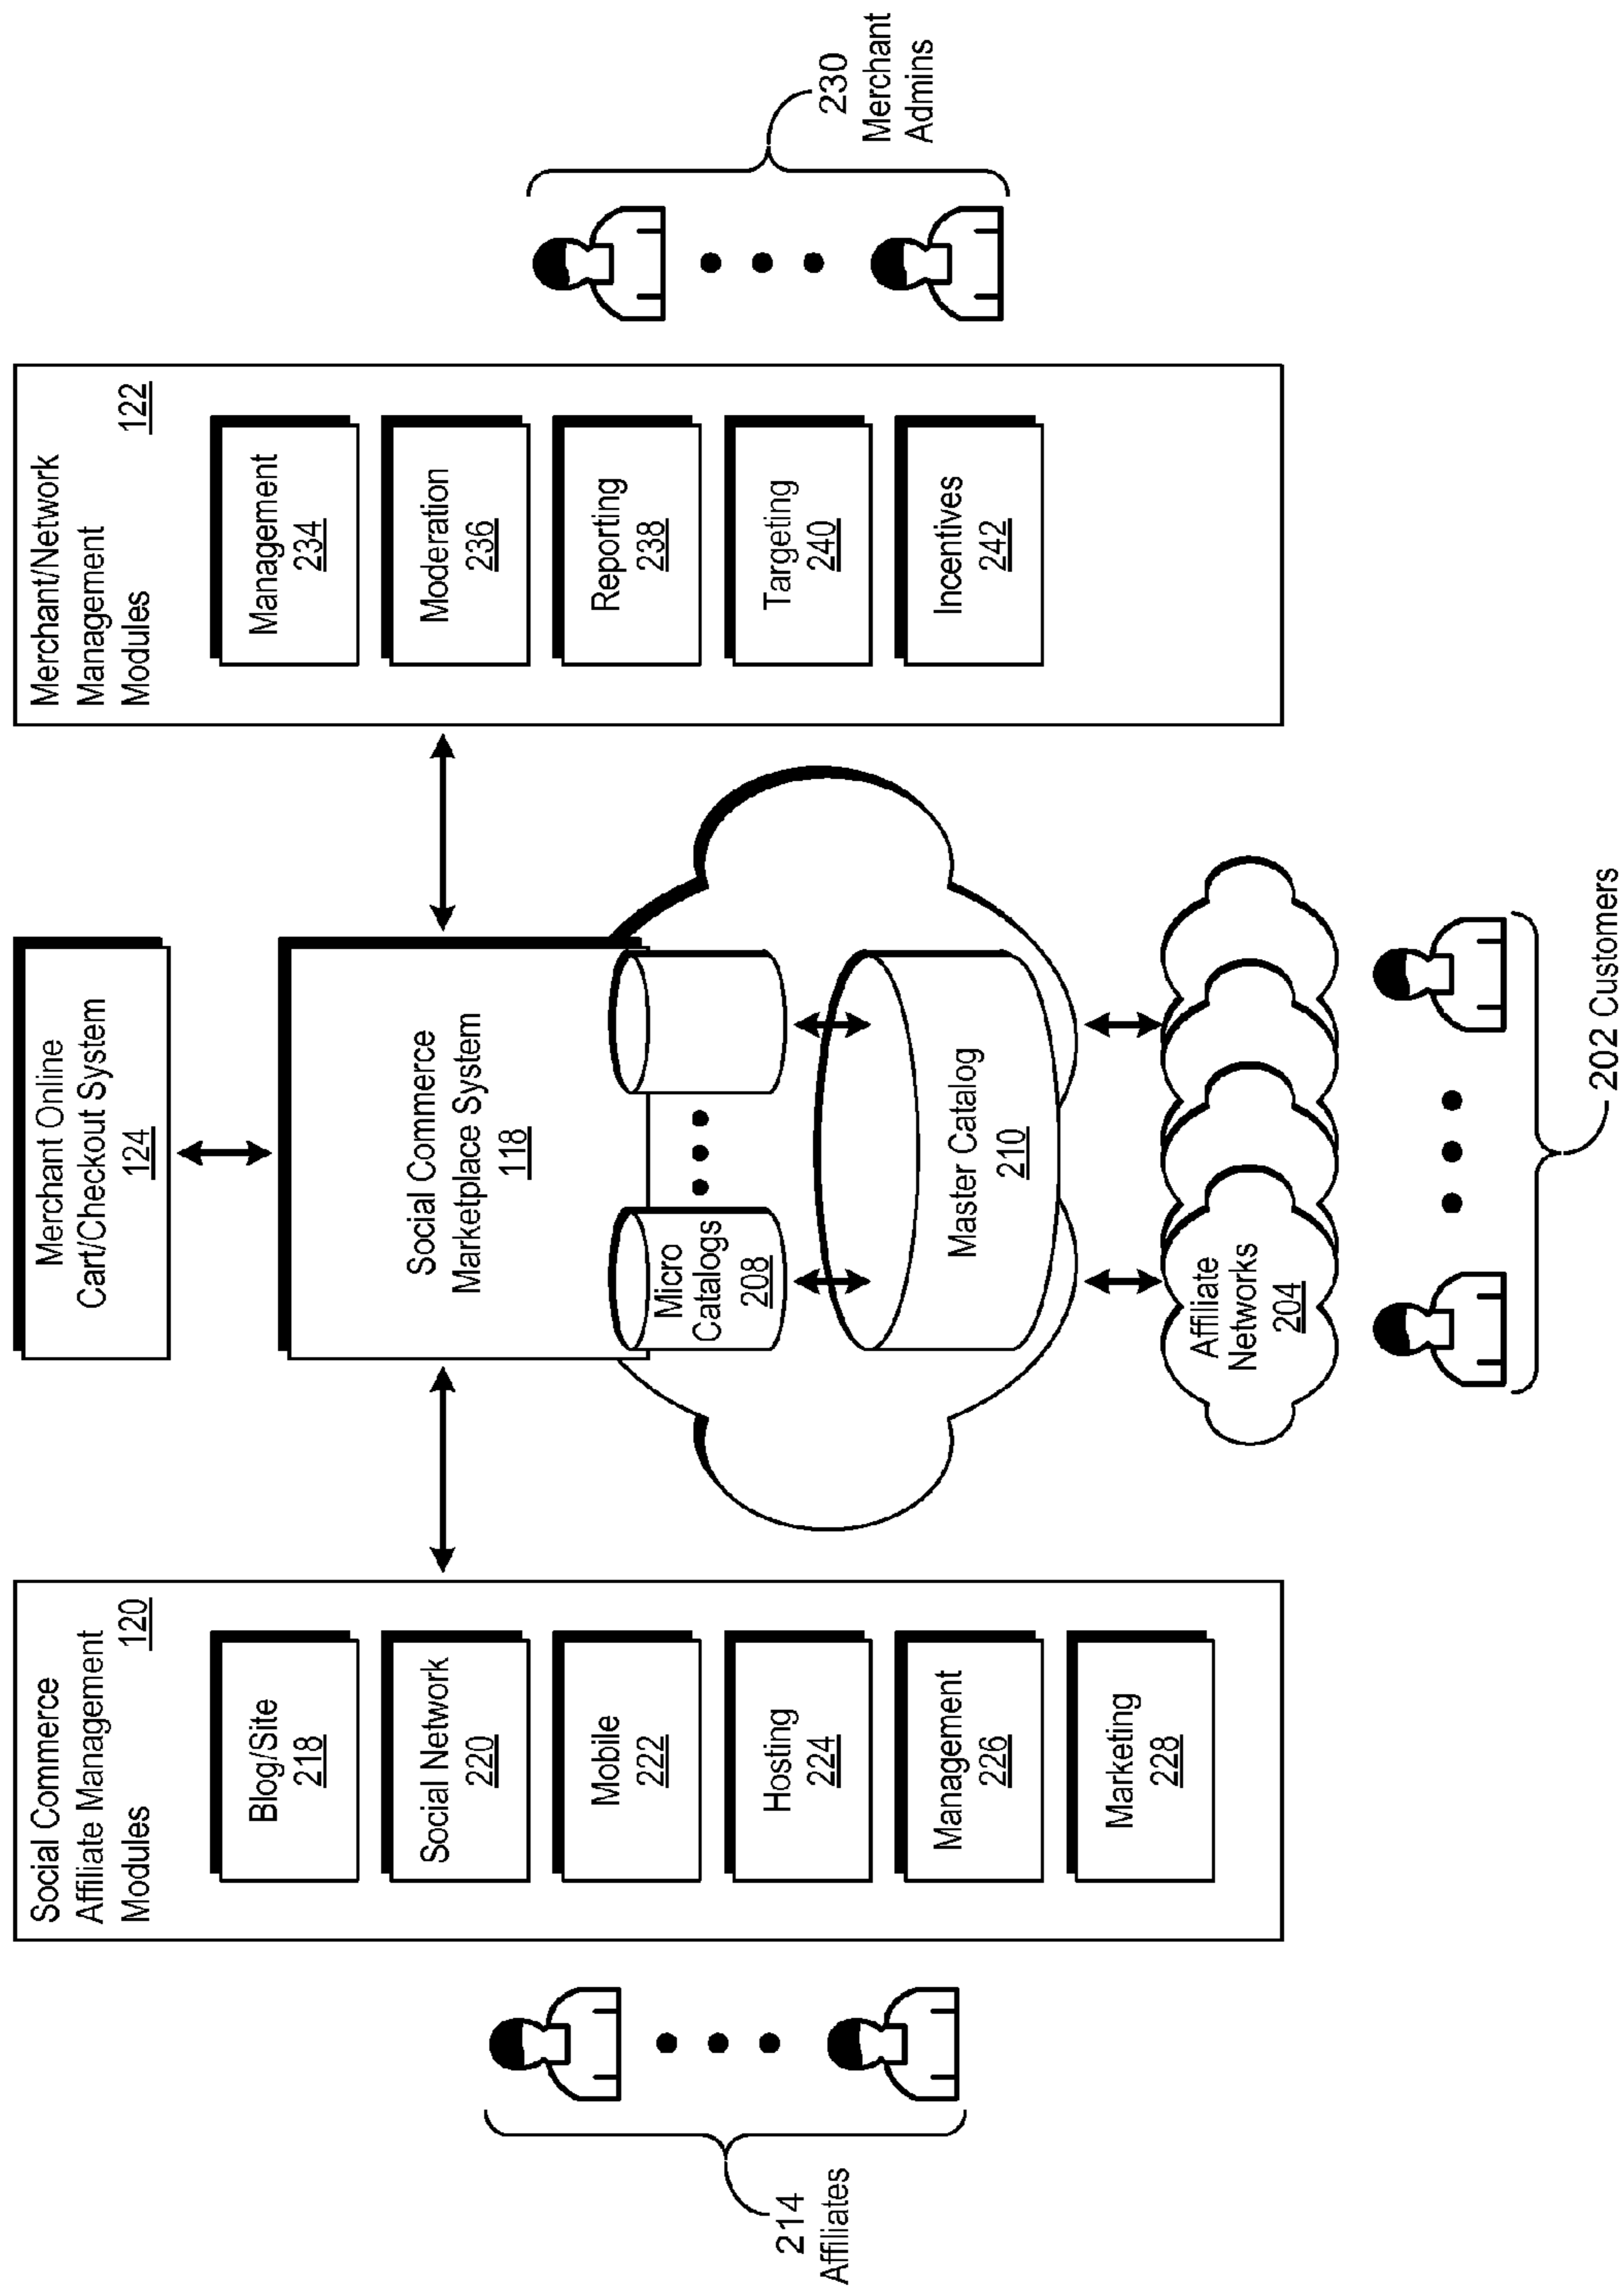 Social Commerce
Affiliate Management
Modules
120
Blog/Site
218
Social Network
220
Mobile
222
Hosting
224
Management
226
Marketing
228
214
Affiliates
Merchant Online
Cart/Checkout System
124
Social Commerce
Marketplace System
118
Micro
Catalogs
208
Master Catalog
210
Affiliate
Networks
204
202 Customers
Merchant/Network
Management
Modules
122
Management
234
Moderation
236
Reporting
238
Targeting
240
Incentives
242
230
Merchant
Admins